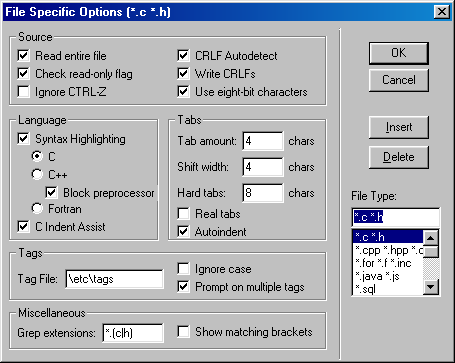 File Specific Options (*.c *.h)
Source
Read entire file
CRLF Autodetect
Check read-only flag
Write CRLFs
Ignore CTRL-Z
Use eight-bit characters
OK
Cancel
Insert
Delete
Language
Syntax Highlighting
C
C++
Block preprocessor
Fortran
C Indent Assist
Tabs
Tab amount: 4 chars
Shift width: 4 chars
Hard tabs: 8 chars
Real tabs
Autoindent
File Type:
*.c *.h
*.c *.h
*.cpp *.hpp *.c
*.for *.f *.inc
*.java *.js
*.sql
Tags
Tag File: \etc\tags
Ignore case
Prompt on multiple tags
Miscellaneous
Grep extensions: *.(c|h)
Show matching brackets